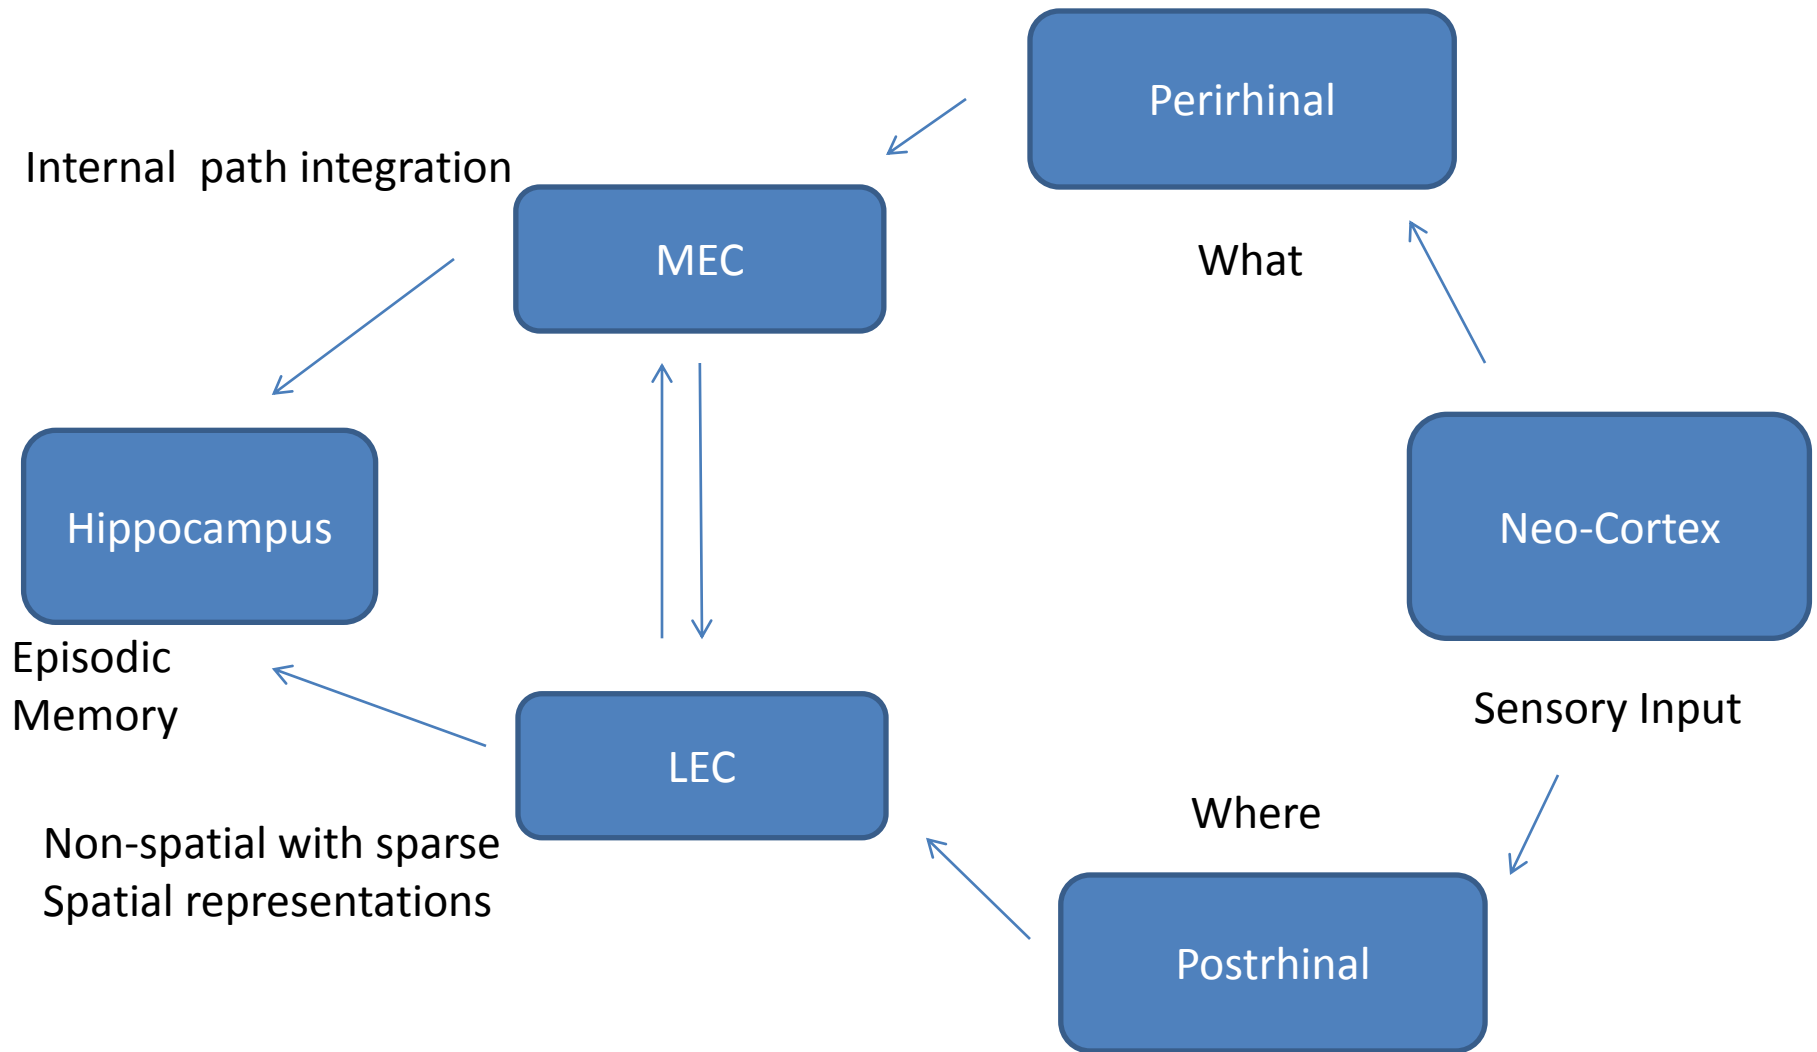 Perirhinal
Internal  path integration
MEC
What
Hippocampus
Neo-Cortex
Episodic
Memory
Sensory Input
LEC
Where
Non-spatial with sparse
Spatial representations
Postrhinal